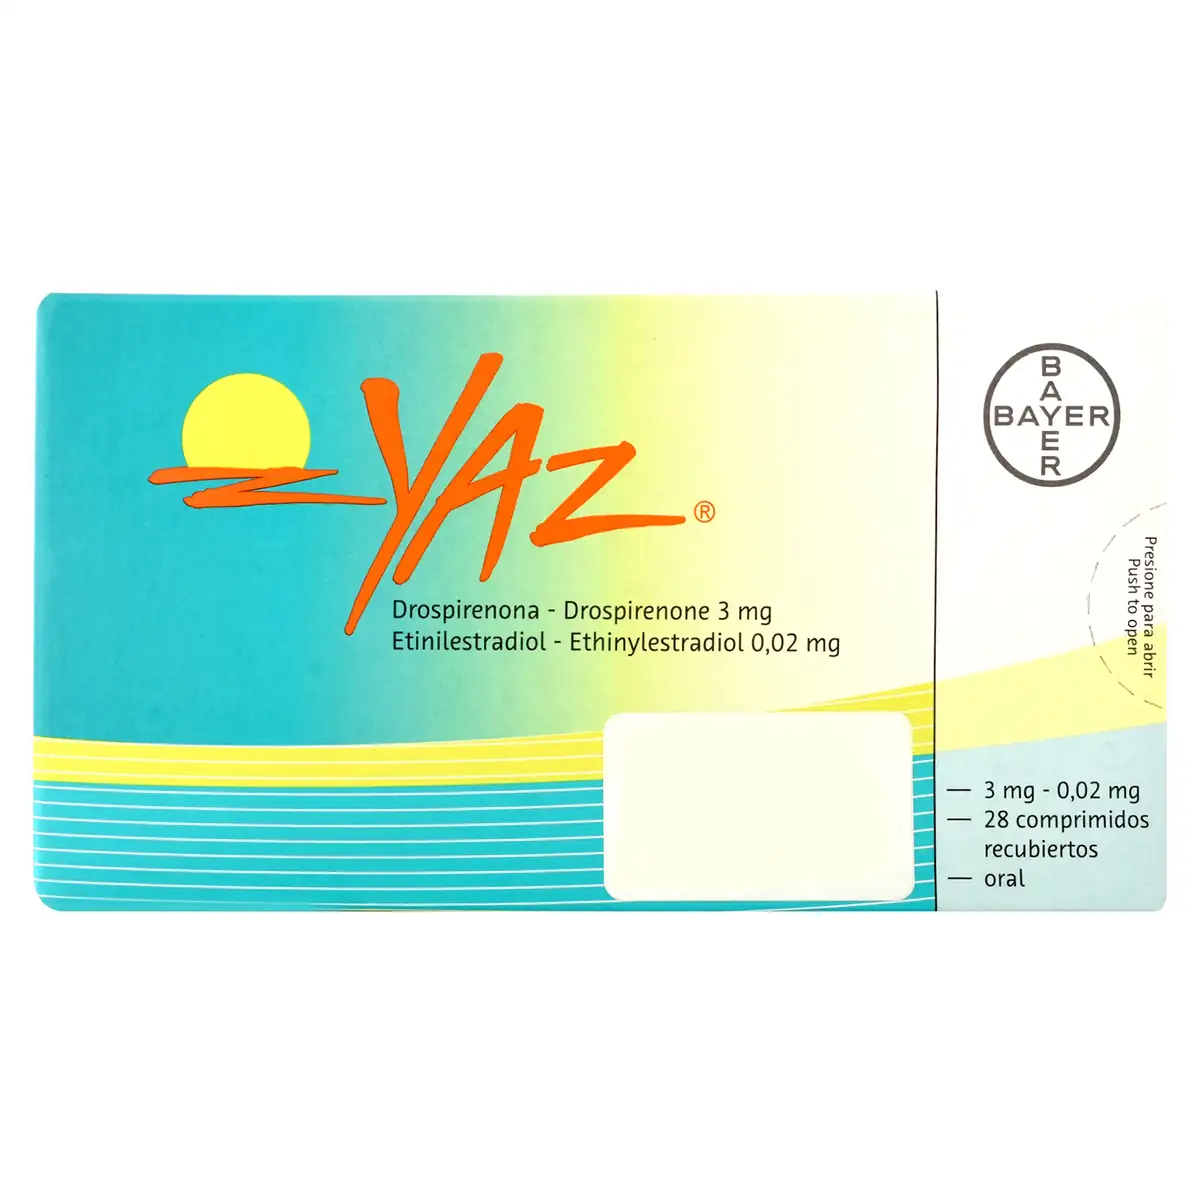 YAZ®
Drospirenona - Drospirenone 3 mg
Etinilestradiol - Ethinylestradiol 0,02 mg
BAYER
BAYER
Presione para abrir
Push to open
— 3 mg - 0,02 mg
— 28 comprimidos
recubiertos
— oral